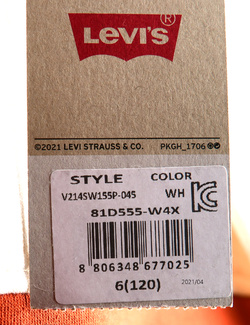 LEVI'S
©2021 LEVI STRAUSS & CO. PKGH_1706
STYLE COLOR
V214SW155P-04S WH
81D555-W4X
8 806348 677025
6(120) 2021/04